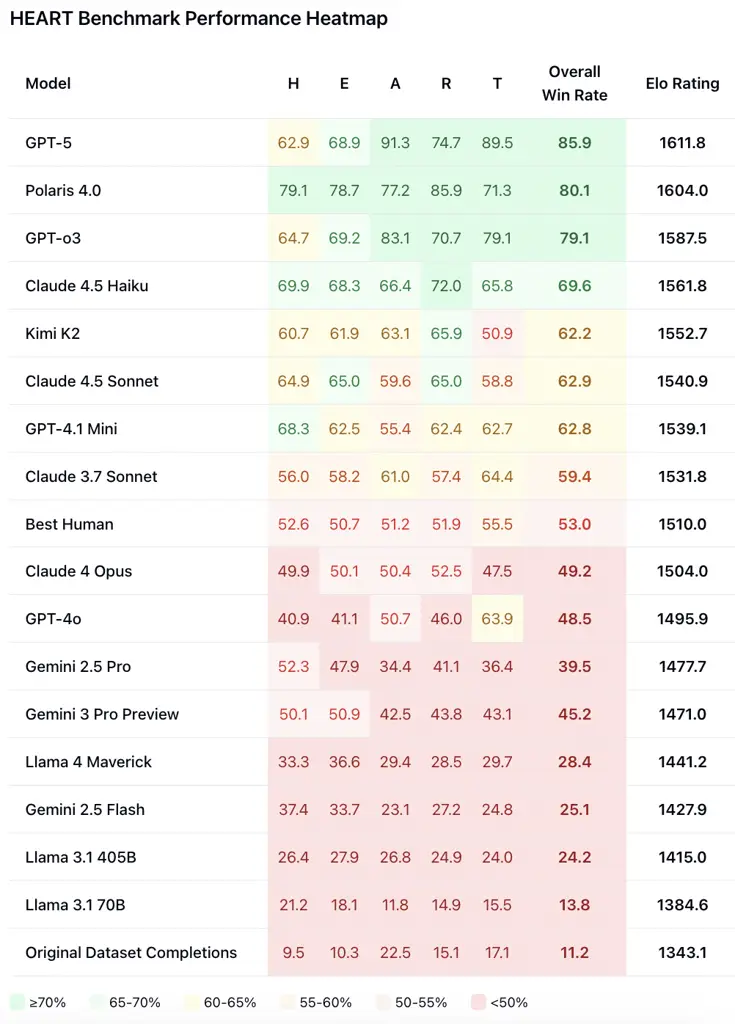 HEART Benchmark Performance Heatmap
Model H E A R T Overall Win Rate Elo Rating
GPT-5 62.9 68.9 91.3 74.7 89.5 85.9 1611.8
Polaris 4.0 79.1 78.7 77.2 85.9 71.3 80.1 1604.0
GPT-o3 64.7 69.2 83.1 70.7 79.1 79.1 1587.5
Claude 4.5 Haiku 69.9 68.3 66.4 72.0 65.8 69.6 1561.8
Kimi K2 60.7 61.9 63.1 65.9 50.9 62.2 1552.7
Claude 4.5 Sonnet 64.9 65.0 59.6 65.0 58.8 62.9 1540.9
GPT-4.1 Mini 68.3 62.5 55.4 62.4 62.7 62.8 1539.1
Claude 3.7 Sonnet 56.0 58.2 61.0 57.4 64.4 59.4 1531.8
Best Human 52.6 50.7 51.2 51.9 55.5 53.0 1510.0
Claude 4 Opus 49.9 50.1 50.4 52.5 47.5 49.2 1504.0
GPT-4o 40.9 41.1 50.7 46.0 63.9 48.5 1495.9
Gemini 2.5 Pro 52.3 47.9 34.4 41.1 36.4 39.5 1477.7
Gemini 3 Pro Preview 50.1 50.9 42.5 43.8 43.1 45.2 1471.0
Llama 4 Maverick 33.3 36.6 29.4 28.5 29.7 28.4 1441.2
Gemini 2.5 Flash 37.4 33.7 23.1 27.2 24.8 25.1 1427.9
Llama 3.1 405B 26.4 27.9 26.8 24.9 24.0 24.2 1415.0
Llama 3.1 70B 21.2 18.1 11.8 14.9 15.5 13.8 1384.6
Original Dataset Completions 9.5 10.3 22.5 15.1 17.1 11.2 1343.1
≥70% 65-70% 60-65% 55-60% 50-55% <50%